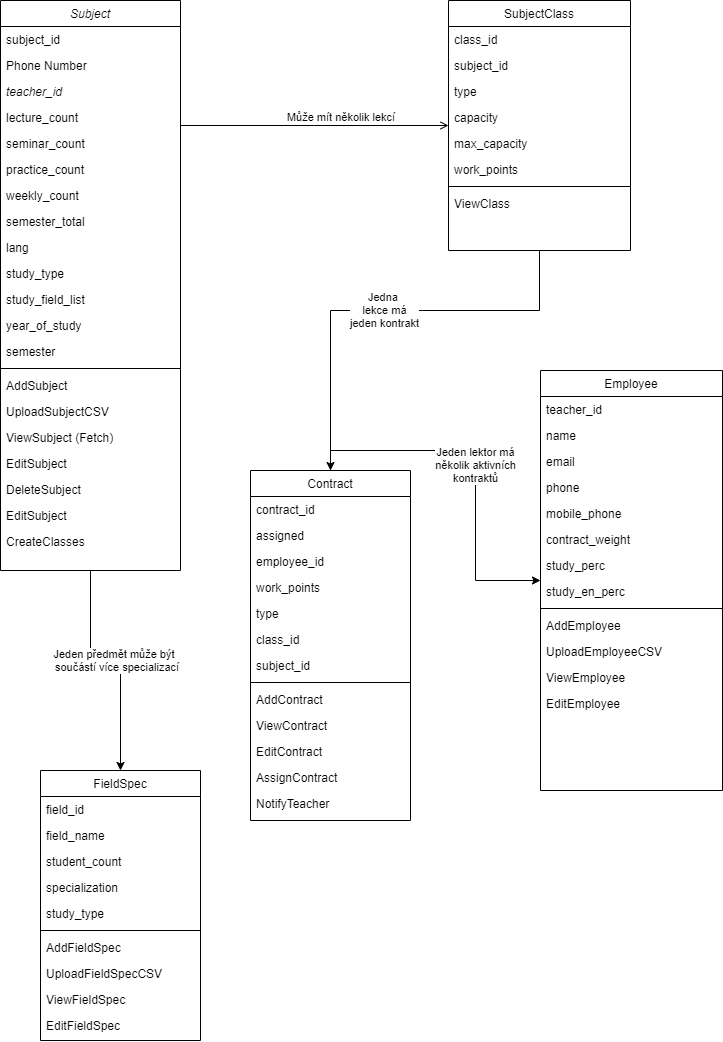 Subject
subject_id
Phone Number
teacher_id
lecture_count
seminar_count
practice_count
weekly_count
semester_total
lang
study_type
study_field_list
year_of_study
semester
AddSubject
UploadSubjectCSV
ViewSubject (Fetch)
EditSubject
DeleteSubject
EditSubject
CreateClasses
Může mít několik lekcí
SubjectClass
class_id
subject_id
type
capacity
max_capacity
work_points
ViewClass
Jedna
lekce má
jeden kontrakt
Jeden lektor má
několik aktivních
kontraktů
Employee
teacher_id
name
email
phone
mobile_phone
contract_weight
study_perc
study_en_perc
AddEmployee
UploadEmployeeCSV
ViewEmployee
EditEmployee
Contract
contract_id
assigned
employee_id
work_points
type
class_id
subject_id
AddContract
ViewContract
EditContract
AssignContract
NotifyTeacher
Jeden předmět může být
součástí více specializací
FieldSpec
field_id
field_name
student_count
specialization
study_type
AddFieldSpec
UploadFieldSpecCSV
ViewFieldSpec
EditFieldSpec